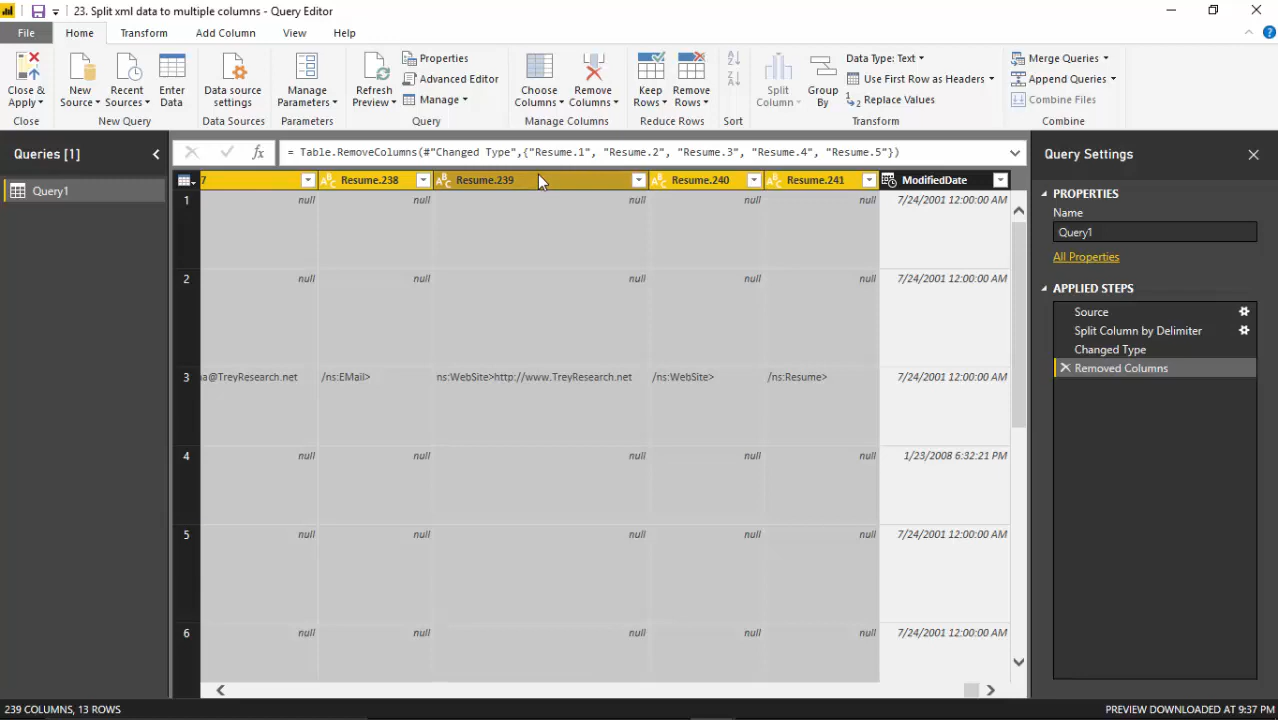 23. Split xml data to multiple columns - Query Editor
File Home Transform Add Column View Help
Close & Apply
New Source
Recent Sources
Enter Data
Data source settings
Manage Parameters
Refresh Preview
Properties
Advanced Editor
Manage
Choose Columns
Remove Columns
Keep Rows
Remove Rows
Split Column
Group By
Data Type: Text
Use First Row as Headers
Replace Values
Merge Queries
Append Queries
Combine Files
Close New Query Data Sources Parameters Query Manage Columns Reduce Rows Sort Transform Combine
Queries [1]
Query1
= Table.RemoveColumns(#"Changed Type",{"Resume.1", "Resume.2", "Resume.3", "Resume.4", "Resume.5"})
7 Resume.238 Resume.239 Resume.240 Resume.241 ModifiedDate
1 null null null null null 7/24/2001 12:00:00 AM
2 null null null null null 7/24/2001 12:00:00 AM
3 na@TreyResearch.net /ns:EMail> ns:WebSite>http://www.TreyResearch.net /ns:WebSite> /ns:Resume> 7/24/2001 12:00:00 AM
4 null null null null null 1/23/2008 6:32:21 PM
5 null null null null null 7/24/2001 12:00:00 AM
6 null null null null null 7/24/2001 12:00:00 AM
Query Settings
PROPERTIES
Name
Query1
All Properties
APPLIED STEPS
Source
Split Column by Delimiter
Changed Type
Removed Columns
239 COLUMNS, 13 ROWS
PREVIEW DOWNLOADED AT 9:37 PM